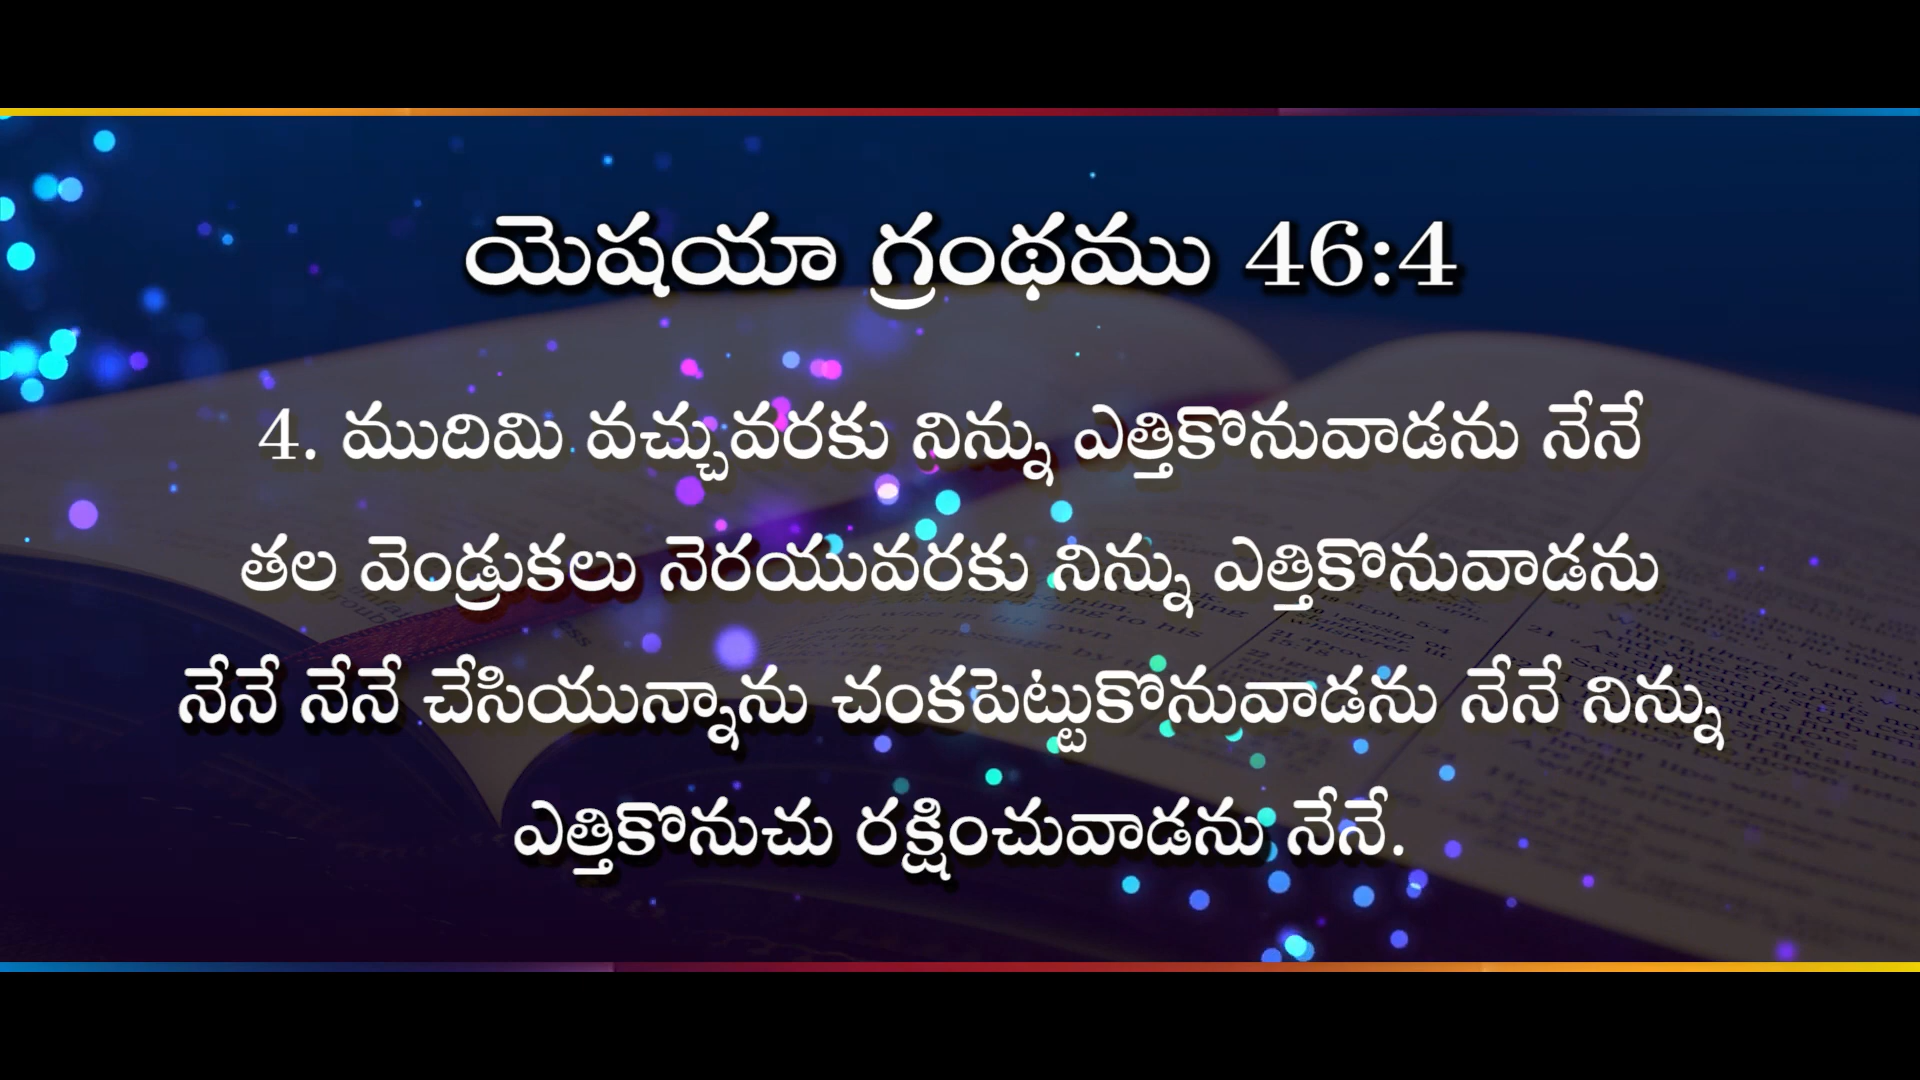 యెషయా గ్రంథము 46:4
4. ముదిమి వచ్చువరకు నిన్ను ఎత్తికొనువాడను నేనే
తల వెండ్రుకలు నెరయువరకు నిన్ను ఎత్తికొనువాడను
నేనే నేనే చేసియున్నాను చంకపెట్టుకొనువాడను నేనే నిన్ను
ఎత్తికొనుచు రక్షించువాడను నేనే.